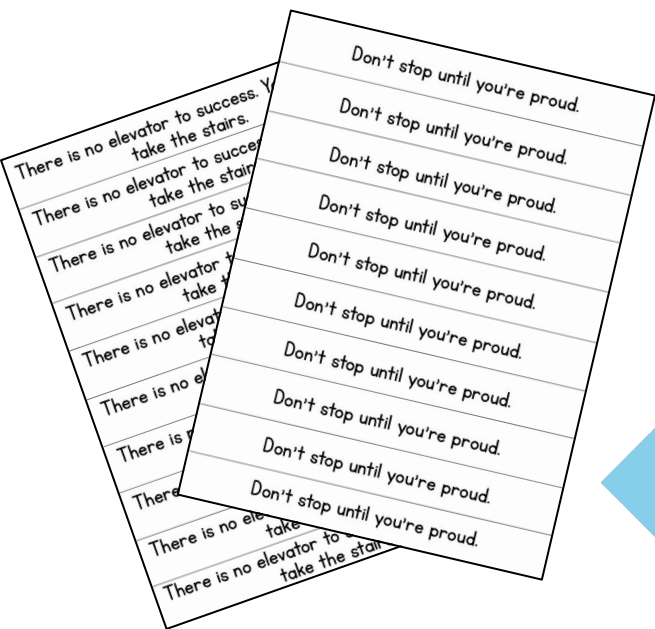 There is no elevator to success.
take the stairs.
There is no elevator to
take the
There is no elevator to
take the
There is no elevator
take
There is no
There is no
There is
There
There is no
take
There is no elevator to
take the
Don't stop until you're proud.
Don't stop until you're proud.
Don't stop until you're proud.
Don't stop until you're proud.
Don't stop until you're proud.
Don't stop until you're proud.
Don't stop until you're proud.
Don't stop until you're proud.
Don't stop until you're proud.
Don't stop until you're proud.